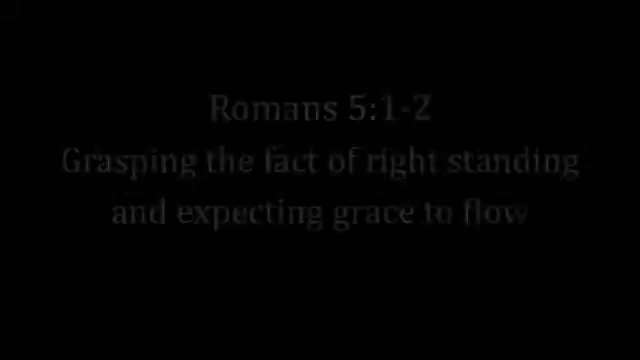 Romans 5:1-2
Grasping the fact of right standing
and expecting grace to flow